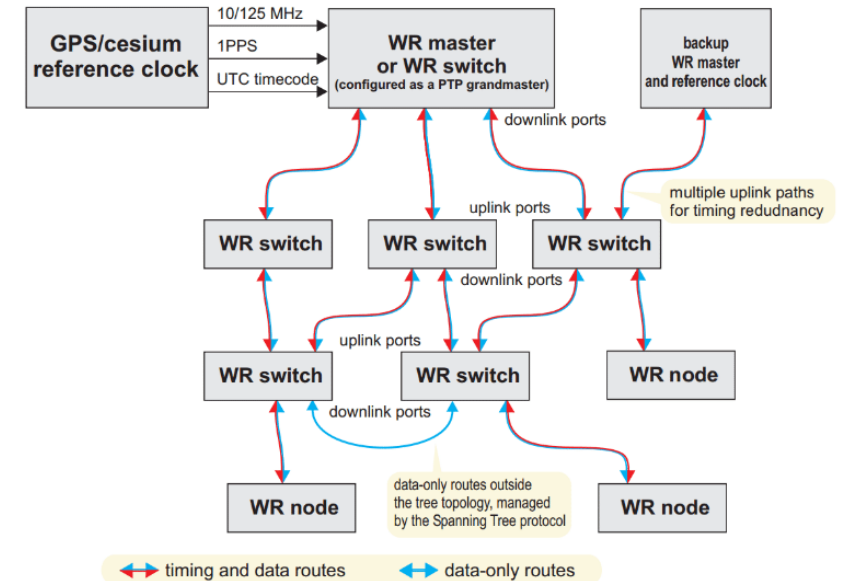 GPS/cesium
reference clock
10/125 MHz
1PPS
UTC timecode
WR master
or WR switch
(configured as a PTP grandmaster)
backup
WR master
and reference clock
downlink ports
multiple uplink paths
for timing redudnancy
uplink ports
WR switch
WR switch
WR switch
downlink ports
uplink ports
WR switch
WR switch
WR node
downlink ports
data-only routes outside
the tree topology, managed
by the Spanning Tree protocol
WR node
WR node
timing and data routes
data-only routes